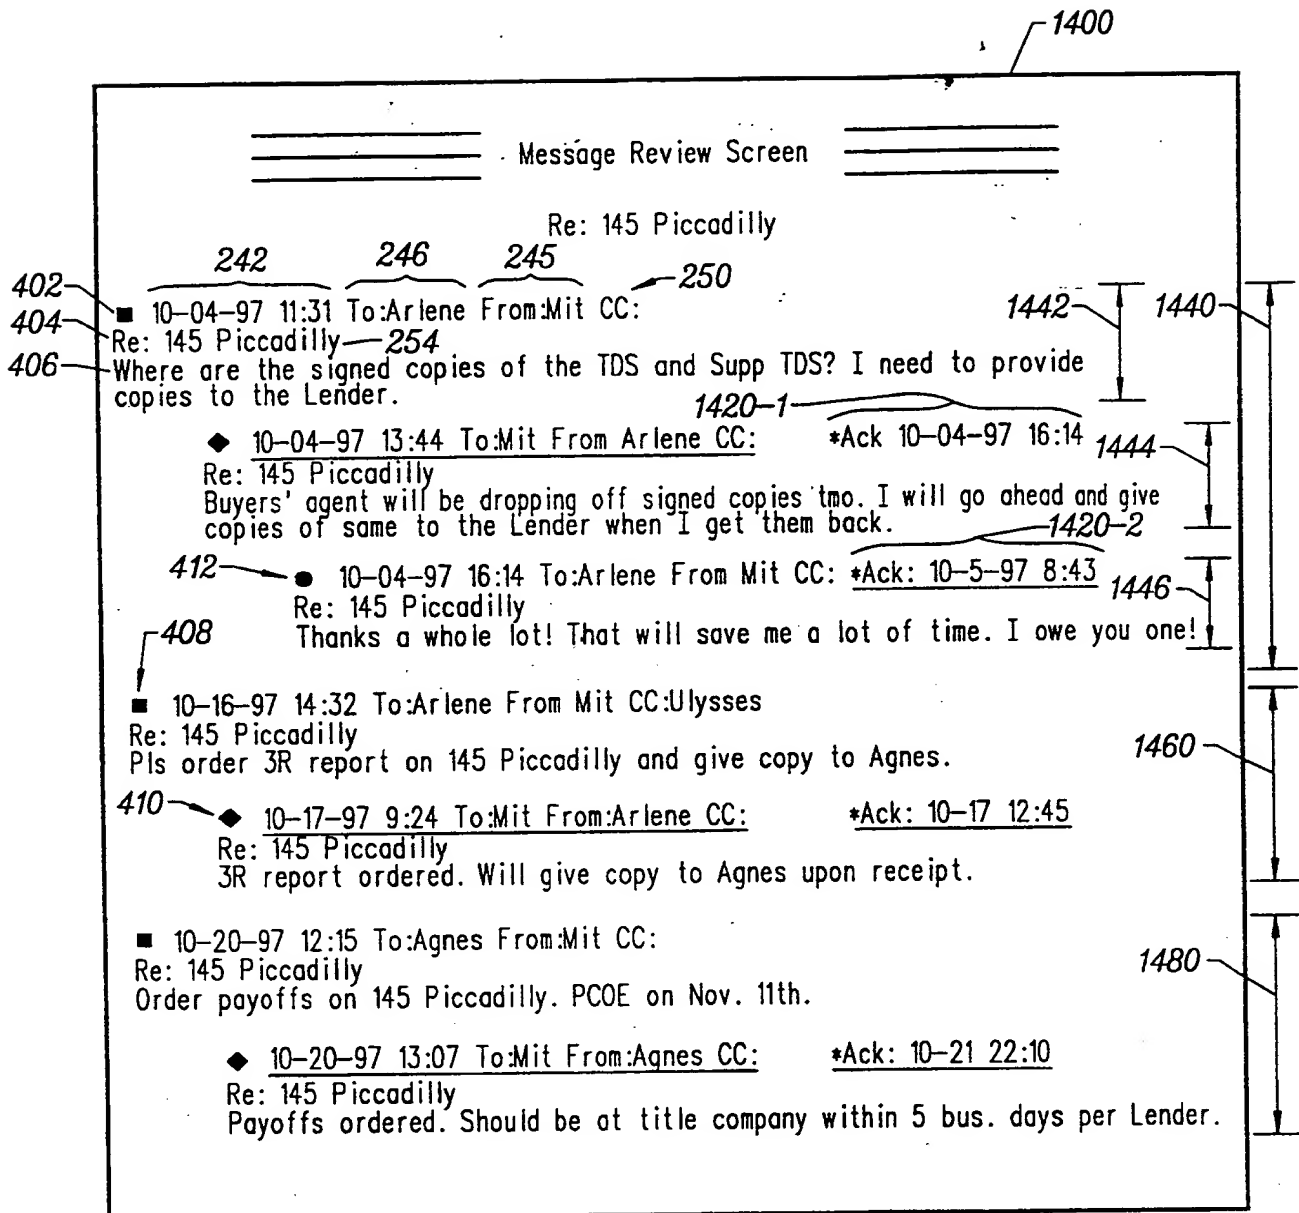 1400
Message Review Screen
Re: 145 Piccadilly
242 246 245
402 ■ 10-04-97 11:31 To:Arlene From:Mit CC: 250
404 Re: 145 Piccadilly 254
406 Where are the signed copies of the TDS and Supp TDS? I need to provide
copies to the Lender.
1442 1440
1420-1
◆ 10-04-97 13:44 To:Mit From Arlene CC: *Ack 10-04-97 16:14
1444
Re: 145 Piccadilly
Buyers' agent will be dropping off signed copies tmo. I will go ahead and give
copies of same to the Lender when I get them back.
1420-2
412 ● 10-04-97 16:14 To:Arlene From Mit CC: *Ack: 10-5-97 8:43
1446
Re: 145 Piccadilly
Thanks a whole lot! That will save me a lot of time. I owe you one!
408
■ 10-16-97 14:32 To:Arlene From Mit CC:Ulysses
Re: 145 Piccadilly
Pls order 3R report on 145 Piccadilly and give copy to Agnes.
1460
410 ◆ 10-17-97 9:24 To:Mit From:Arlene CC: *Ack: 10-17 12:45
Re: 145 Piccadilly
3R report ordered. Will give copy to Agnes upon receipt.
■ 10-20-97 12:15 To:Agnes From:Mit CC:
Re: 145 Piccadilly
1480
Order payoffs on 145 Piccadilly. PCOE on Nov. 11th.
◆ 10-20-97 13:07 To:Mit From:Agnes CC: *Ack: 10-21 22:10
Re: 145 Piccadilly
Payoffs ordered. Should be at title company within 5 bus. days per Lender.